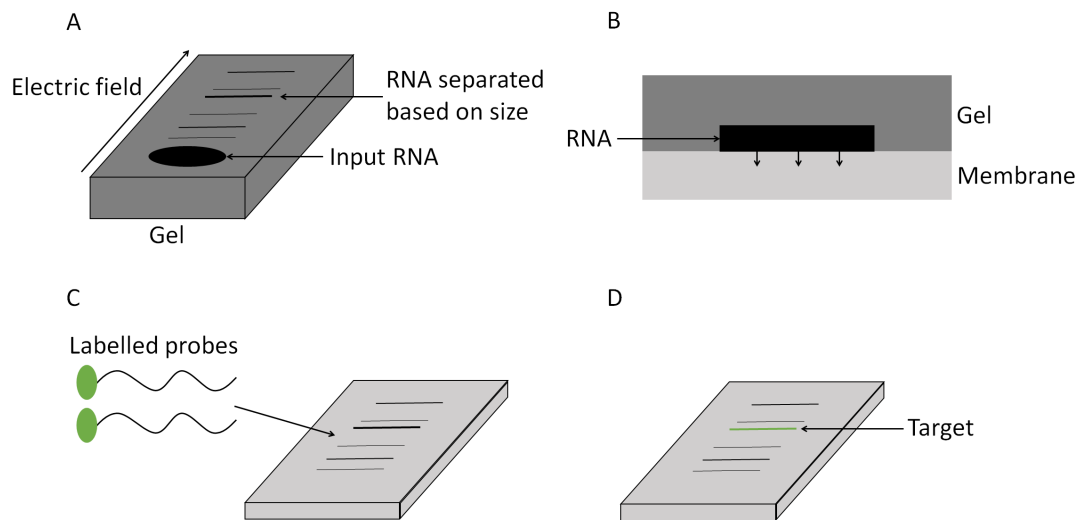 A
Electric field
RNA separated
based on size
Input RNA
Gel
B
RNA
Gel
Membrane
C
Labelled probes
D
Target